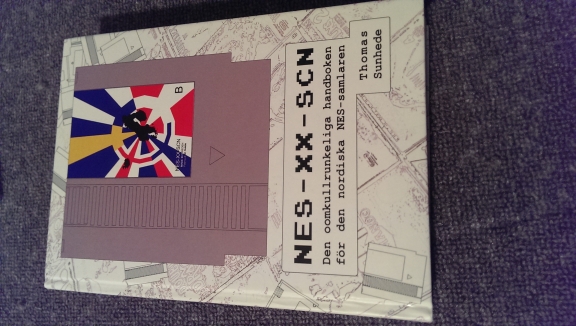 NES-XX-SCN
Den oomkullrunkeliga handboken
för den nordiska NES-samlaren
Thomas
Sunhede
B